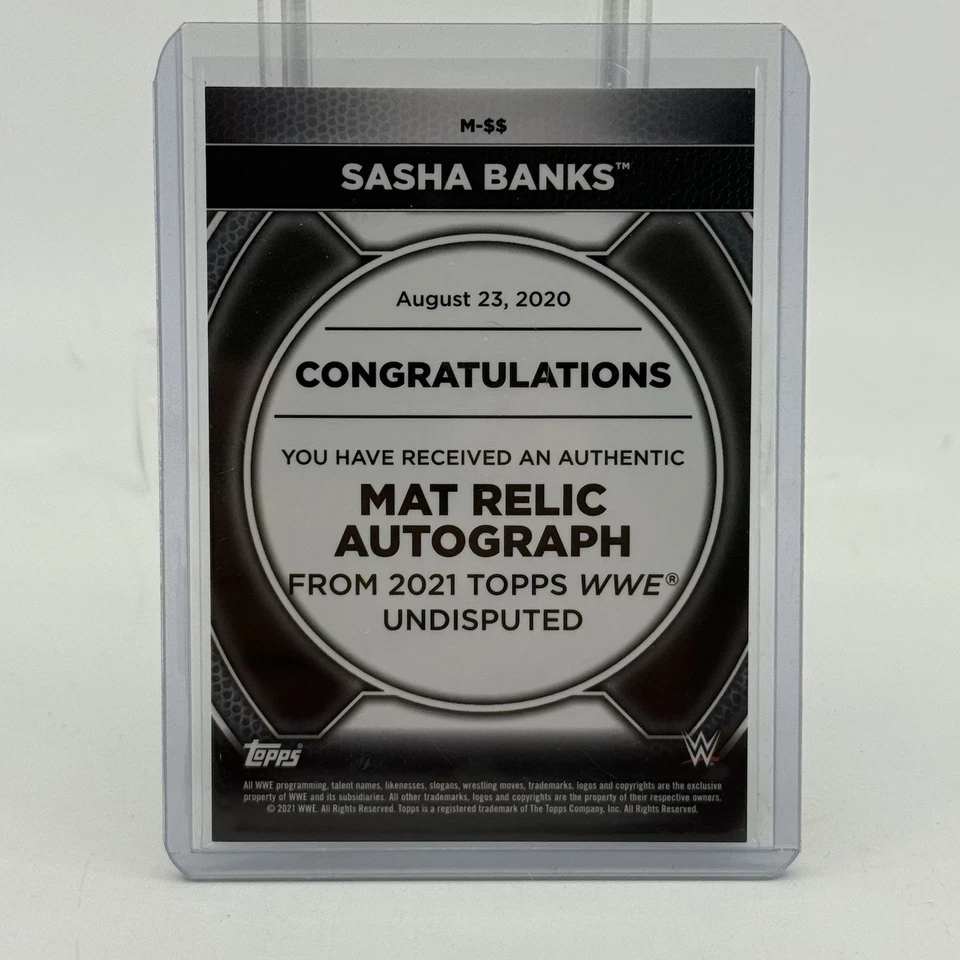 M-$$
SASHA BANKS™
August 23, 2020
CONGRATULATIONS
YOU HAVE RECEIVED AN AUTHENTIC
MAT RELIC
AUTOGRAPH
FROM 2021 TOPPS WWE®
UNDISPUTED
topps®
W
All WWE programming, talent names, likenesses, slogans, wrestling moves, trademarks, logos and copyrights are the exclusive
property of WWE and its subsidiaries. All other trademarks, logos and copyrights are the property of their respective owners.
© 2021 WWE. All Rights Reserved. Topps is a registered trademark of The Topps Company, Inc. All Rights Reserved.